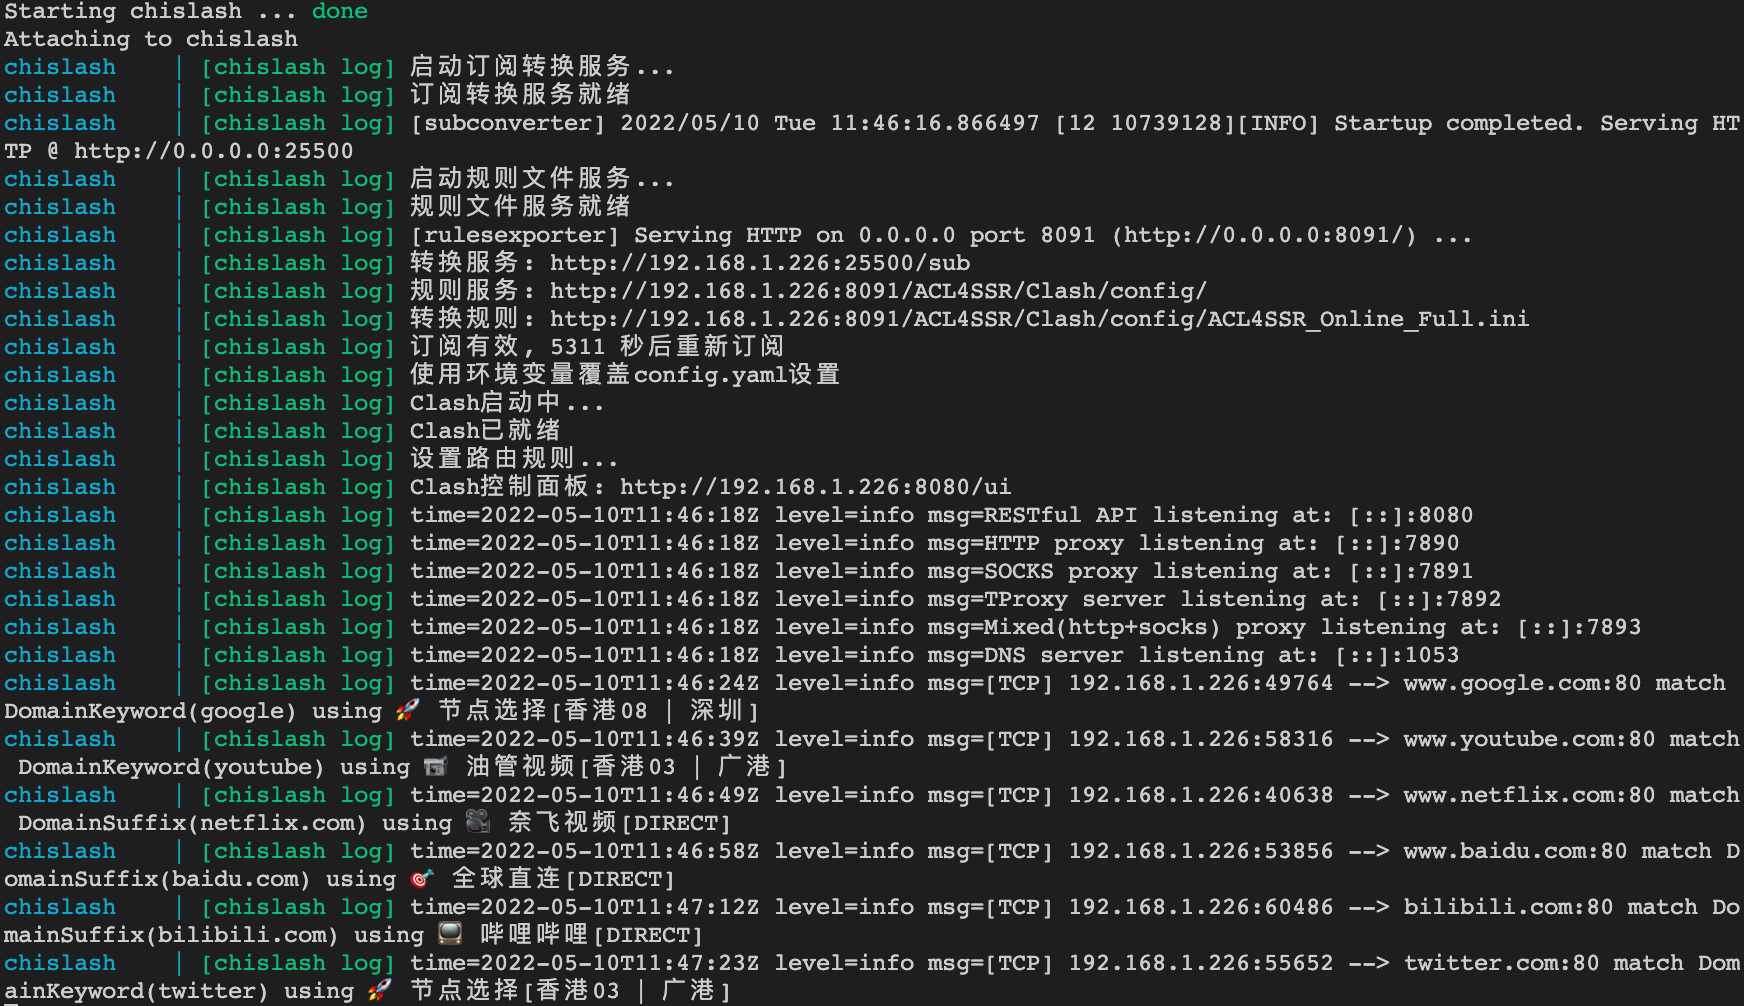 Starting chislash ... done
Attaching to chislash
chislash    | [chislash log] 启动订阅转换服务...
chislash    | [chislash log] 订阅转换服务就绪
chislash    | [chislash log] [subconverter] 2022/05/10 Tue 11:46:16.866497 [12 10739128][INFO] Startup completed. Serving HT
TP @ http://0.0.0.0:25500
chislash    | [chislash log] 启动规则文件服务...
chislash    | [chislash log] 规则文件服务就绪
chislash    | [chislash log] [rulesexporter] Serving HTTP on 0.0.0.0 port 8091 (http://0.0.0.0:8091/) ...
chislash    | [chislash log] 转换服务: http://192.168.1.226:25500/sub
chislash    | [chislash log] 规则服务: http://192.168.1.226:8091/ACL4SSR/Clash/config/
chislash    | [chislash log] 转换规则: http://192.168.1.226:8091/ACL4SSR/Clash/config/ACL4SSR_Online_Full.ini
chislash    | [chislash log] 订阅有效, 5311 秒后重新订阅
chislash    | [chislash log] 使用环境变量覆盖config.yaml设置
chislash    | [chislash log] Clash启动中...
chislash    | [chislash log] Clash已就绪
chislash    | [chislash log] 设置路由规则...
chislash    | [chislash log] Clash控制面板: http://192.168.1.226:8080/ui
chislash    | [chislash log] time=2022-05-10T11:46:18Z level=info msg=RESTful API listening at: [::]:8080
chislash    | [chislash log] time=2022-05-10T11:46:18Z level=info msg=HTTP proxy listening at: [::]:7890
chislash    | [chislash log] time=2022-05-10T11:46:18Z level=info msg=SOCKS proxy listening at: [::]:7891
chislash    | [chislash log] time=2022-05-10T11:46:18Z level=info msg=TProxy server listening at: [::]:7892
chislash    | [chislash log] time=2022-05-10T11:46:18Z level=info msg=Mixed(http+socks) proxy listening at: [::]:7893
chislash    | [chislash log] time=2022-05-10T11:46:18Z level=info msg=DNS server listening at: [::]:1053
chislash    | [chislash log] time=2022-05-10T11:46:24Z level=info msg=[TCP] 192.168.1.226:49764 --> www.google.com:80 match
DomainKeyword(google) using 🚀 节点选择[香港08 | 深圳]
chislash    | [chislash log] time=2022-05-10T11:46:39Z level=info msg=[TCP] 192.168.1.226:58316 --> www.youtube.com:80 match
 DomainKeyword(youtube) using 📹 油管视频[香港03 | 广港]
chislash    | [chislash log] time=2022-05-10T11:46:49Z level=info msg=[TCP] 192.168.1.226:40638 --> www.netflix.com:80 match
 DomainSuffix(netflix.com) using 🎥 奈飞视频[DIRECT]
chislash    | [chislash log] time=2022-05-10T11:46:58Z level=info msg=[TCP] 192.168.1.226:53856 --> www.baidu.com:80 match D
omainSuffix(baidu.com) using 🎯 全球直连[DIRECT]
chislash    | [chislash log] time=2022-05-10T11:47:12Z level=info msg=[TCP] 192.168.1.226:60486 --> bilibili.com:80 match Do
mainSuffix(bilibili.com) using 📺 哔哩哔哩[DIRECT]
chislash    | [chislash log] time=2022-05-10T11:47:23Z level=info msg=[TCP] 192.168.1.226:55652 --> twitter.com:80 match Dom
ainKeyword(twitter) using 🚀 节点选择[香港03 | 广港]